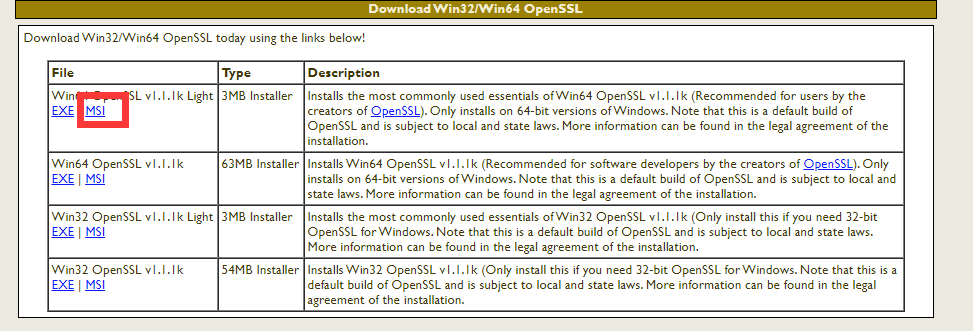 Download Win32/Win64 OpenSSL
Download Win32/Win64 OpenSSL today using the links below!
File Type Description
Win64 OpenSSL v1.1.1k Light 3MB Installer Installs the most commonly used essentials of Win64 OpenSSL v1.1.1k (Recommended for users by the
EXE MSI creators of OpenSSL). Only installs on 64-bit versions of Windows. Note that this is a default build of
OpenSSL and is subject to local and state laws. More information can be found in the legal agreement of the
installation.
Win64 OpenSSL v1.1.1k 63MB Installer Installs Win64 OpenSSL v1.1.1k (Recommended for software developers by the creators of OpenSSL). Only
EXE | MSI installs on 64-bit versions of Windows. Note that this is a default build of OpenSSL and is subject to local and
state laws. More information can be found in the legal agreement of the installation.
Win32 OpenSSL v1.1.1k Light 3MB Installer Installs the most commonly used essentials of Win32 OpenSSL v1.1.1k (Only install this if you need 32-bit
EXE | MSI OpenSSL for Windows. Note that this is a default build of OpenSSL and is subject to local and state laws.
More information can be found in the legal agreement of the installation.
Win32 OpenSSL v1.1.1k 54MB Installer Installs Win32 OpenSSL v1.1.1k (Only install this if you need 32-bit OpenSSL for Windows. Note that this is a
EXE | MSI default build of OpenSSL and is subject to local and state laws. More information can be found in the legal
agreement of the installation.